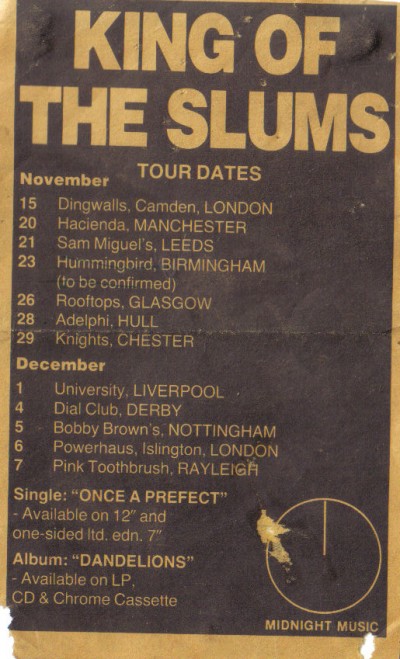 KING OF
THE SLUMS
TOUR DATES
November
15 Dingwalls, Camden, LONDON
20 Hacienda, MANCHESTER
21 Sam Miguel's, LEEDS
23 Hummingbird, BIRMINGHAM
(to be confirmed)
26 Rooftops, GLASGOW
28 Adelphi, HULL
29 Knights, CHESTER
December
1 University, LIVERPOOL
4 Dial Club, DERBY
5 Bobby Brown's, NOTTINGHAM
6 Powerhaus, Islington, LONDON
7 Pink Toothbrush, RAYLEIGH
Single: "ONCE A PREFECT"
- Available on 12" and
one-sided ltd. edn. 7"
Album: "DANDELIONS"
- Available on LP,
CD & Chrome Cassette
MIDNIGHT MUSIC